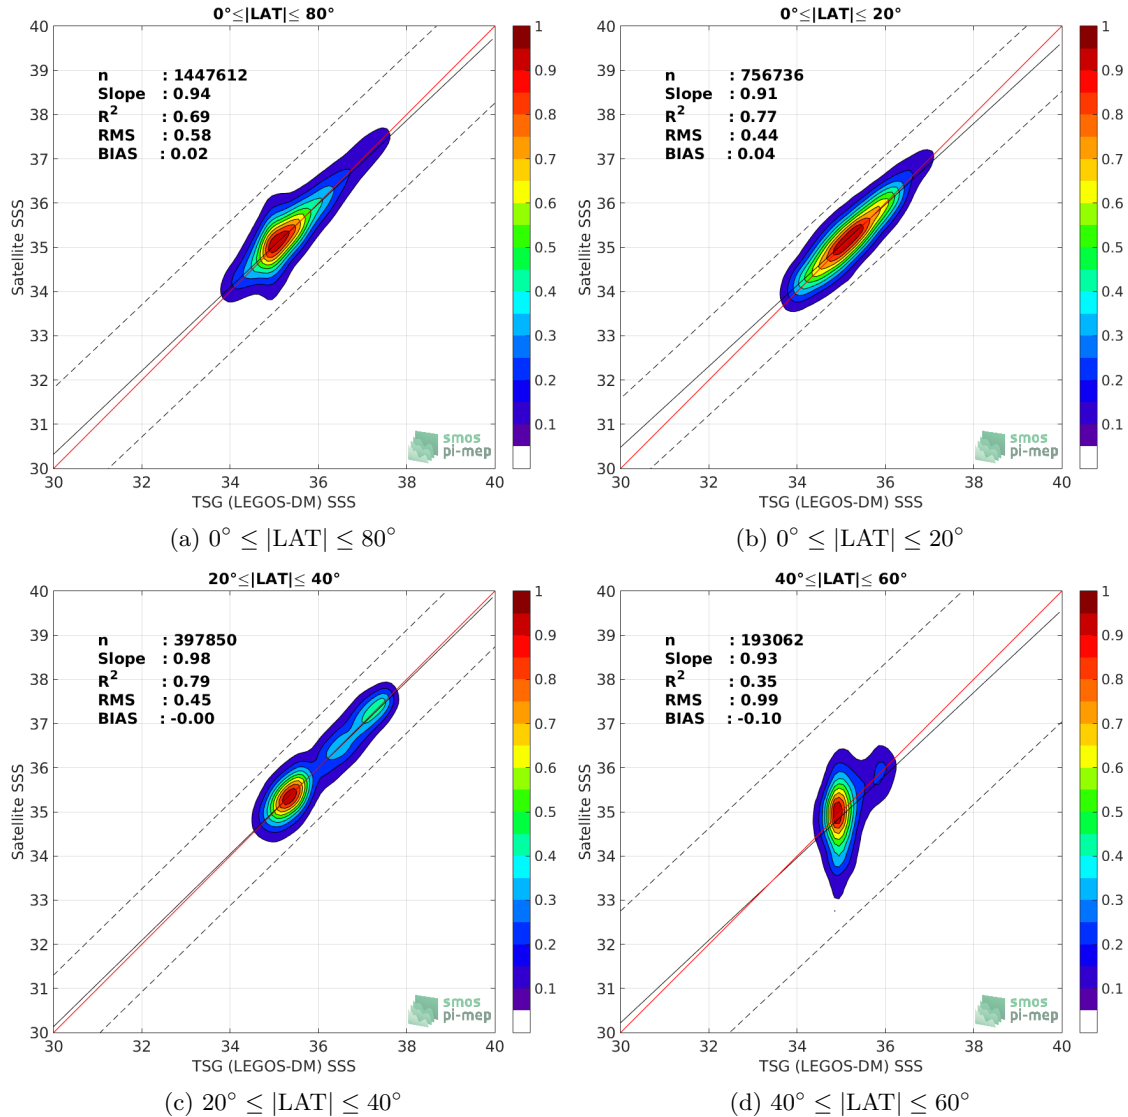 0°≤|LAT|≤ 80°
40
39
38
37
36
35
34
33
32
31
30
Satellite SSS
n : 1447612
Slope : 0.94
R² : 0.69
RMS : 0.58
BIAS : 0.02
smos
pi-mep
30 32 34 36 38 40
TSG (LEGOS-DM) SSS
1
0.9
0.8
0.7
0.6
0.5
0.4
0.3
0.2
0.1
(a) 0° ≤ |LAT| ≤ 80°
0°≤|LAT|≤ 20°
40
39
38
37
36
35
34
33
32
31
30
Satellite SSS
n : 756736
Slope : 0.91
R² : 0.77
RMS : 0.44
BIAS : 0.04
smos
pi-mep
30 32 34 36 38 40
TSG (LEGOS-DM) SSS
1
0.9
0.8
0.7
0.6
0.5
0.4
0.3
0.2
0.1
(b) 0° ≤ |LAT| ≤ 20°
20°≤|LAT|≤ 40°
40
39
38
37
36
35
34
33
32
31
30
Satellite SSS
n : 397850
Slope : 0.98
R² : 0.79
RMS : 0.45
BIAS : -0.00
smos
pi-mep
30 32 34 36 38 40
TSG (LEGOS-DM) SSS
1
0.9
0.8
0.7
0.6
0.5
0.4
0.3
0.2
0.1
(c) 20° ≤ |LAT| ≤ 40°
40°≤|LAT|≤ 60°
40
39
38
37
36
35
34
33
32
31
30
Satellite SSS
n : 193062
Slope : 0.93
R² : 0.35
RMS : 0.99
BIAS : -0.10
smos
pi-mep
30 32 34 36 38 40
TSG (LEGOS-DM) SSS
1
0.9
0.8
0.7
0.6
0.5
0.4
0.3
0.2
0.1
(d) 40° ≤ |LAT| ≤ 60°